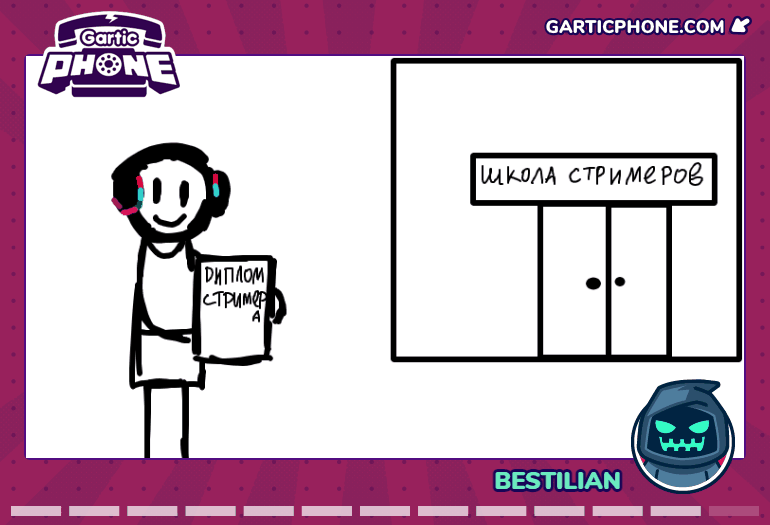 Gartic
PHONE
GARTICPHONE.COM
ШКОЛА СТРИМЕРОВ
ДИПЛОМ
СТРИМЕР
А
BESTILIAN